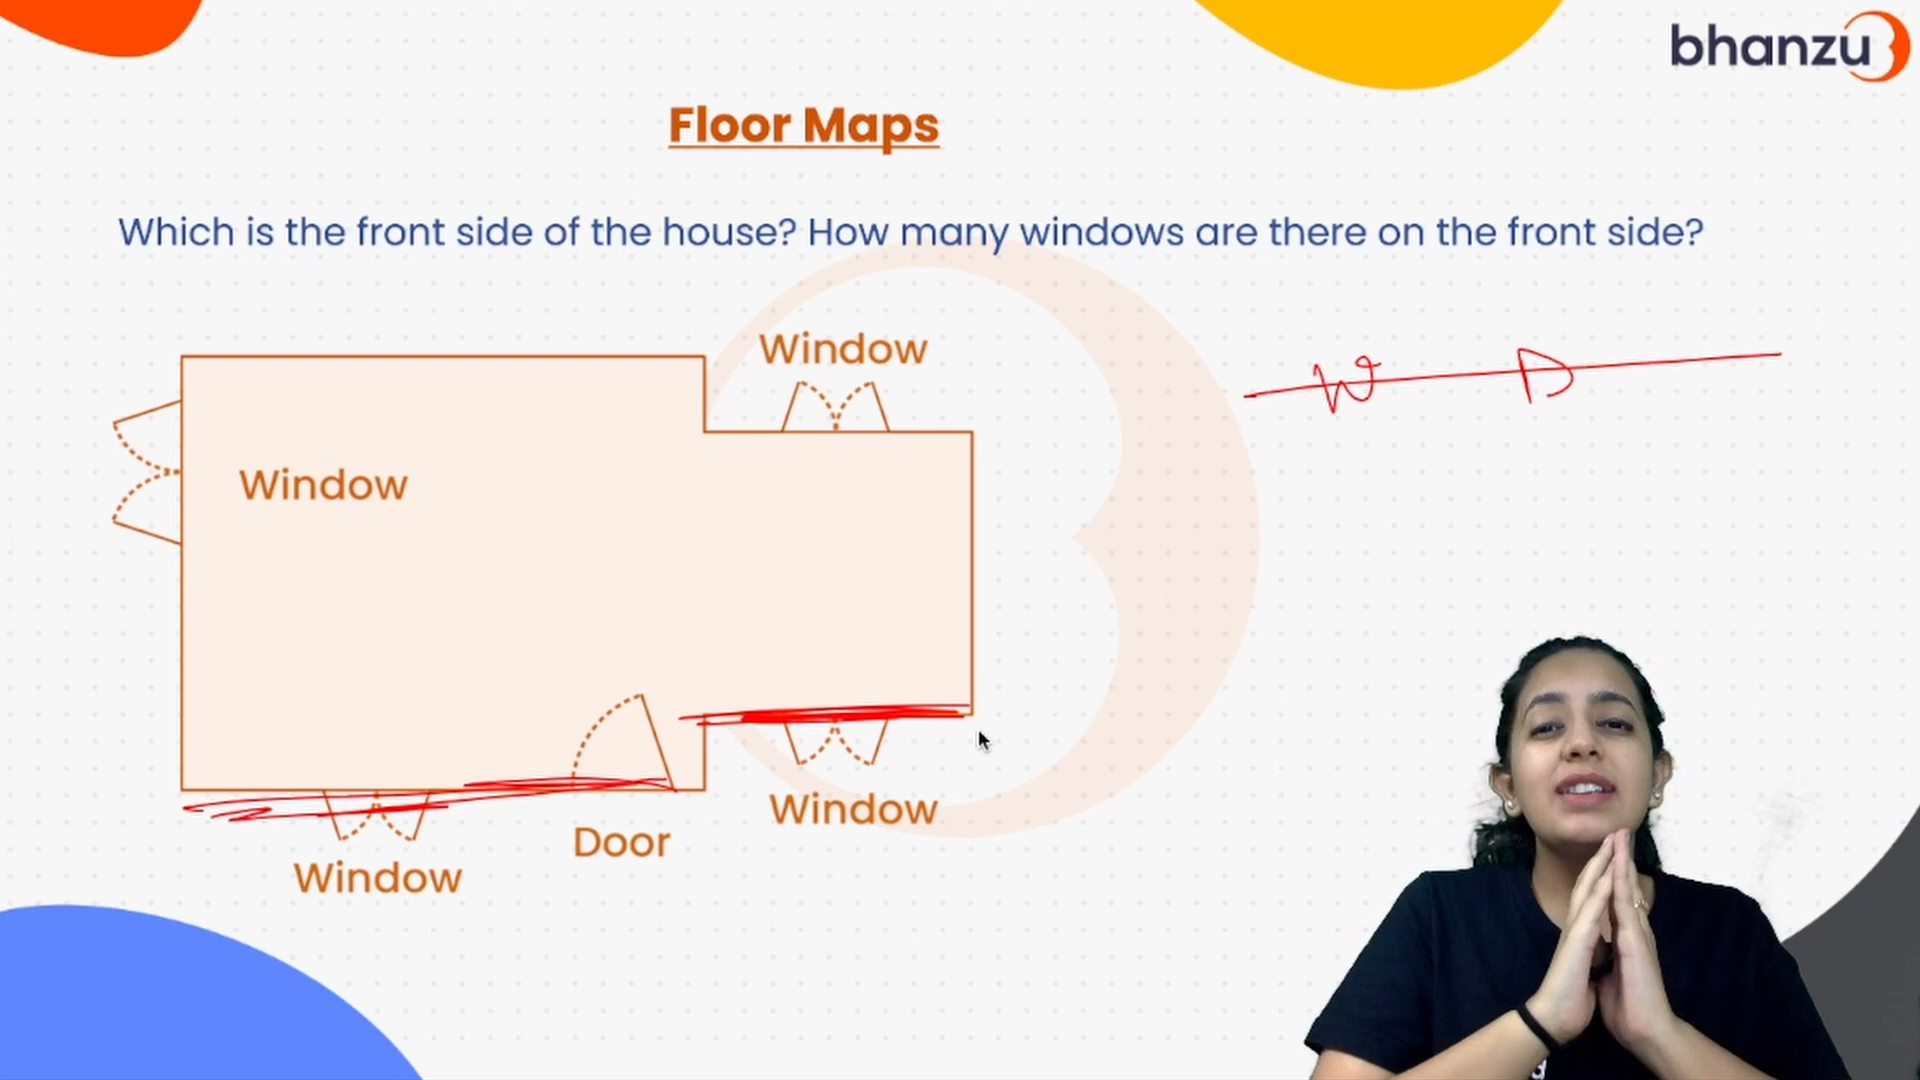 bhanzu
Floor Maps
Which is the front side of the house? How many windows are there on the front side?
Window
W D
Window
Window
Door
Window